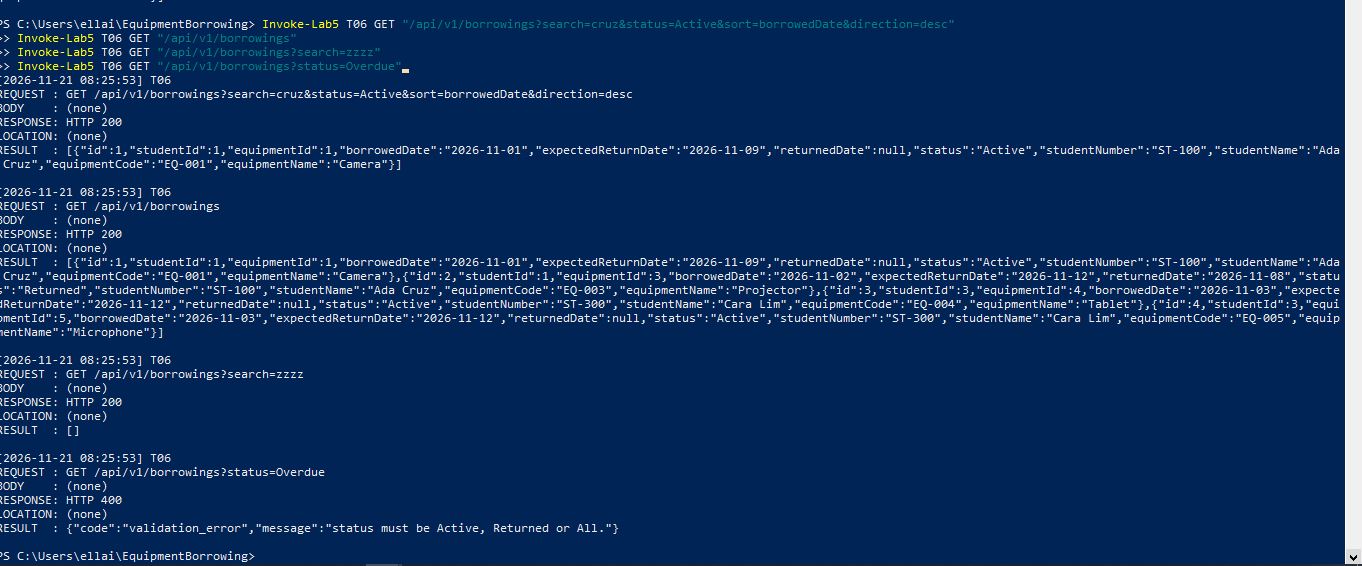 PS C:\Users\ellai\EquipmentBorrowing> Invoke-Lab5 T06 GET "/api/v1/borrowings?search=cruz&status=Active&sort=borrowedDate&direction=desc"
>> Invoke-Lab5 T06 GET "/api/v1/borrowings"
>> Invoke-Lab5 T06 GET "/api/v1/borrowings?search=zzzz"
>> Invoke-Lab5 T06 GET "/api/v1/borrowings?status=Overdue"
[2026-11-21 08:25:53] T06
REQUEST : GET /api/v1/borrowings?search=cruz&status=Active&sort=borrowedDate&direction=desc
BODY    : (none)
RESPONSE: HTTP 200
LOCATION: (none)
RESULT  : [{"id":1,"studentId":1,"equipmentId":1,"borrowedDate":"2026-11-01","expectedReturnDate":"2026-11-09","returnedDate":null,"status":"Active","studentNumber":"ST-100","studentName":"Ada
Cruz","equipmentCode":"EQ-001","equipmentName":"Camera"}]
[2026-11-21 08:25:53] T06
REQUEST : GET /api/v1/borrowings
BODY    : (none)
RESPONSE: HTTP 200
LOCATION: (none)
RESULT  : [{"id":1,"studentId":1,"equipmentId":1,"borrowedDate":"2026-11-01","expectedReturnDate":"2026-11-09","returnedDate":null,"status":"Active","studentNumber":"ST-100","studentName":"Ada
Cruz","equipmentCode":"EQ-001","equipmentName":"Camera"},{"id":2,"studentId":1,"equipmentId":3,"borrowedDate":"2026-11-02","expectedReturnDate":"2026-11-12","returnedDate":"2026-11-08","statu
s":"Returned","studentNumber":"ST-100","studentName":"Ada Cruz","equipmentCode":"EQ-003","equipmentName":"Projector"},{"id":3,"studentId":3,"equipmentId":4,"borrowedDate":"2026-11-03","expecte
dReturnDate":"2026-11-12","returnedDate":null,"status":"Active","studentNumber":"ST-300","studentName":"Cara Lim","equipmentCode":"EQ-004","equipmentName":"Tablet"},{"id":4,"studentId":3,"equi
pmentId":5,"borrowedDate":"2026-11-03","expectedReturnDate":"2026-11-12","returnedDate":null,"status":"Active","studentNumber":"ST-300","studentName":"Cara Lim","equipmentCode":"EQ-005","equip
mentName":"Microphone"}]
[2026-11-21 08:25:53] T06
REQUEST : GET /api/v1/borrowings?search=zzzz
BODY    : (none)
RESPONSE: HTTP 200
LOCATION: (none)
RESULT  : []
[2026-11-21 08:25:53] T06
REQUEST : GET /api/v1/borrowings?status=Overdue
BODY    : (none)
RESPONSE: HTTP 400
LOCATION: (none)
RESULT  : {"code":"validation_error","message":"status must be Active, Returned or All."}
PS C:\Users\ellai\EquipmentBorrowing>